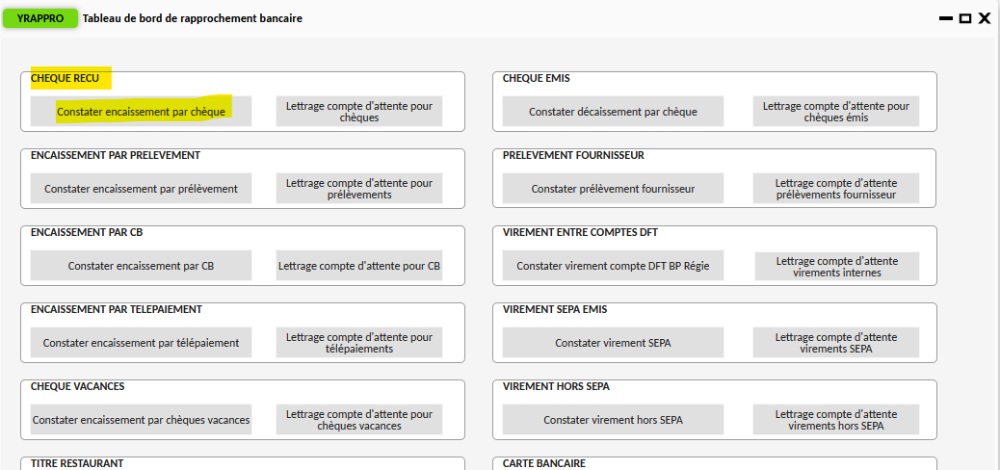 YRAPPRO Tableau de bord de rapprochement bancaire
CHEQUE RECU
Constater encaissement par chèque
Lettrage compte d'attente pour
chèques
CHEQUE EMIS
Constater décaissement par chèque
Lettrage compte d'attente pour
chèques émis
ENCAISSEMENT PAR PRELEVEMENT
Constater encaissement par prélèvement
Lettrage compte d'attente pour
prélèvements
PRELEVEMENT FOURNISSEUR
Constater prélèvement fournisseur
Lettrage compte d'attente
prélèvements fournisseur
ENCAISSEMENT PAR CB
Constater encaissement par CB
Lettrage compte d'attente pour CB
VIREMENT ENTRE COMPTES DFT
Constater virement compte DFT BP Régie
Lettrage compte d'attente
virements internes
ENCAISSEMENT PAR TELEPAIEMENT
Constater encaissement par télépaiement
Lettrage compte d'attente pour
télépaiements
VIREMENT SEPA EMIS
Constater virement SEPA
Lettrage compte d'attente
virements SEPA
CHEQUE VACANCES
Constater encaissement par chèques vacances
Lettrage compte d'attente pour
chèques vacances
VIREMENT HORS SEPA
Constater virement hors SEPA
Lettrage compte d'attente
virements hors SEPA
TITRE RESTAURANT
CARTE BANCAIRE